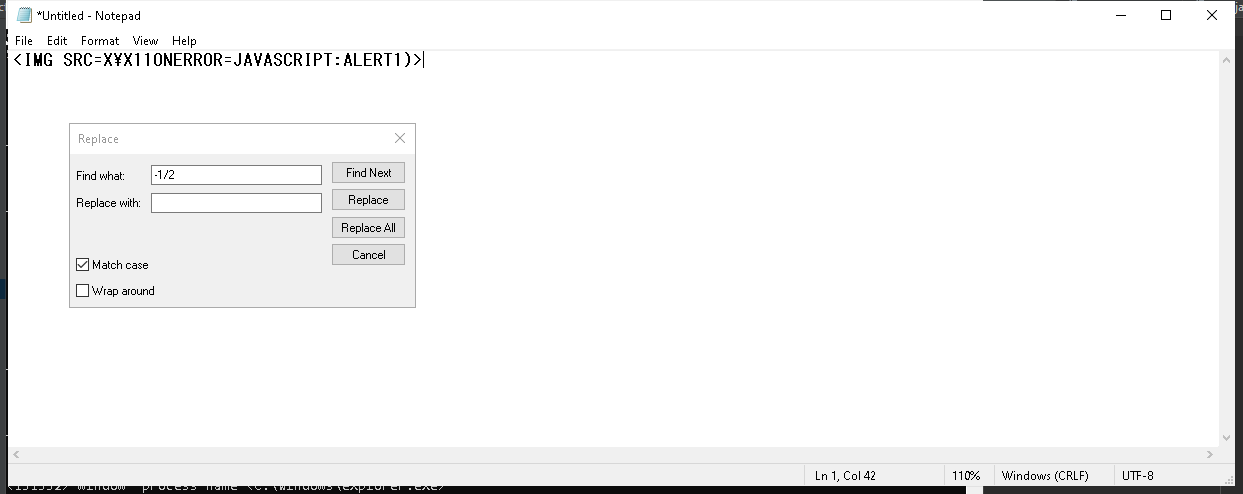 *Untitled - Notepad
File Edit Format View Help
<IMG SRC=X¥X11ONERROR=JAVASCRIPT:ALERT1)>
Replace
Find what: -1/2 Find Next
Replace with: Replace
Replace All
Cancel
Match case
Wrap around
Ln 1, Col 42 110% Windows (CRLF) UTF-8